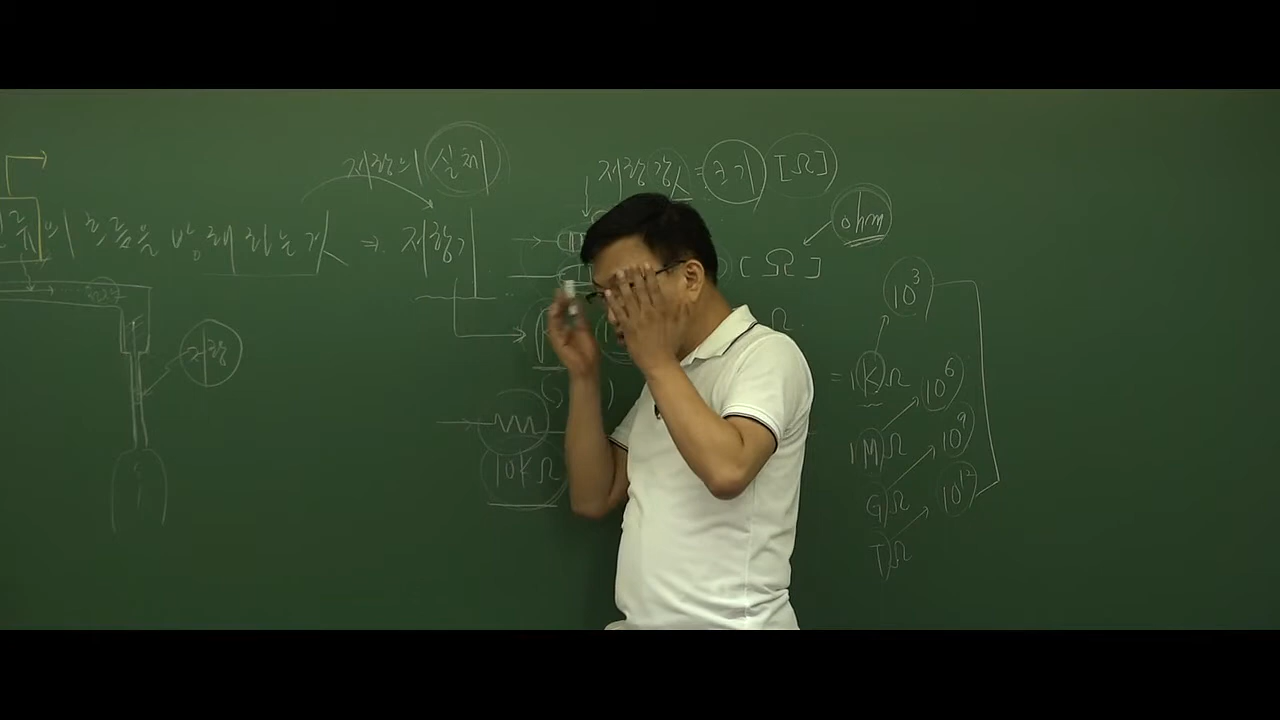 저항의 실체
저항값 = 크기 [Ω]
ohm
의 흐름을 방해하는 것 ⇒ 저항기
[Ω]
10³
저항
Ω
= 1KΩ 10⁶
1MΩ 10⁹
10KΩ
GΩ 10¹²
TΩ